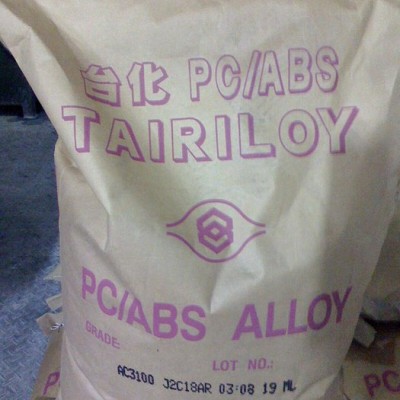 台化 PC/ABS
TAIRILOY
PC/ABS ALLOY
GRADE:
LOT NO.:
AC3100 J2C18AR 03:08 19 ML